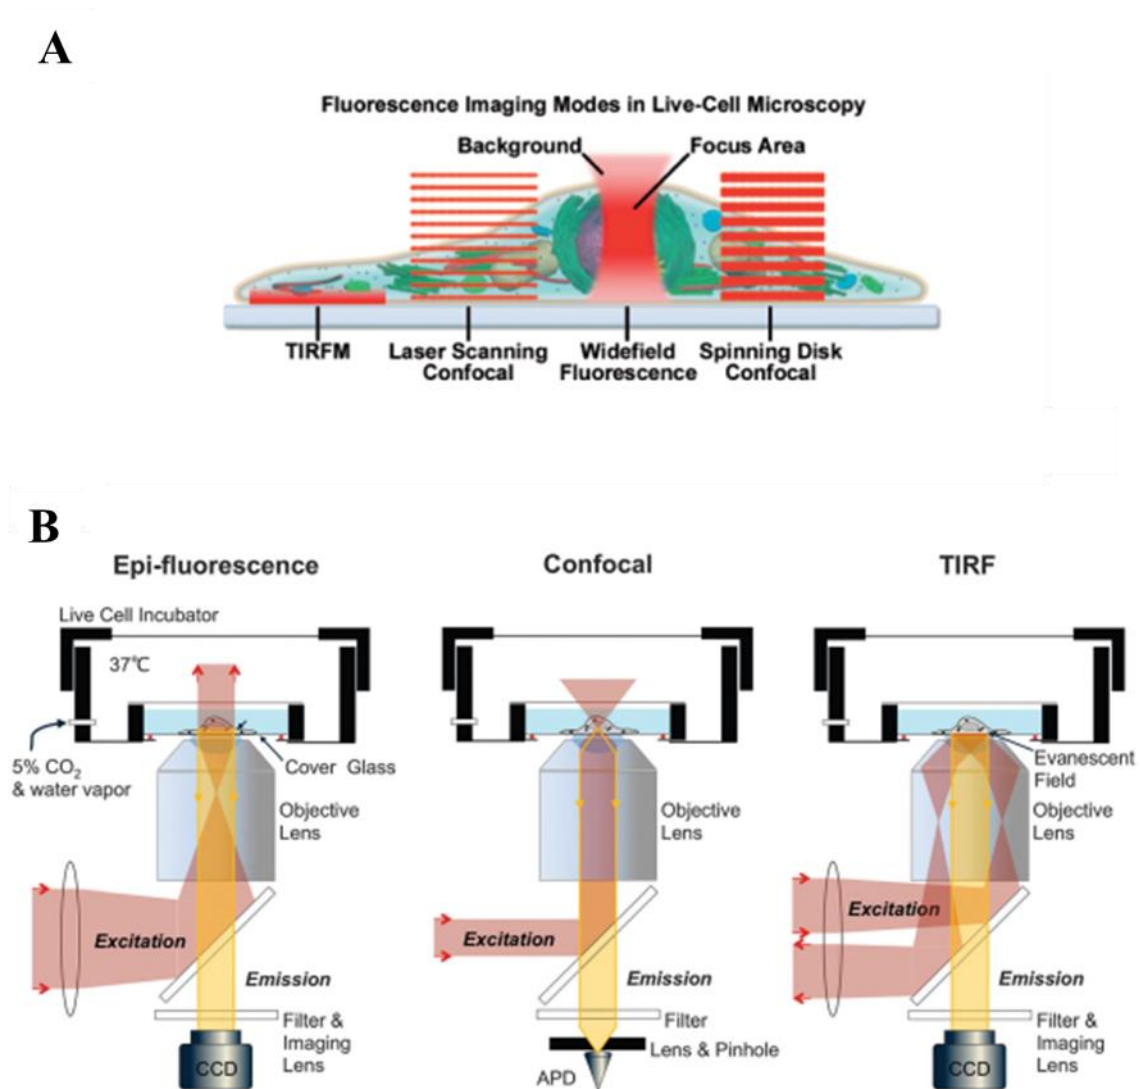 A
Fluorescence Imaging Modes in Live-Cell Microscopy
Background
Focus Area
TIRFM
Laser Scanning
Confocal
Widefield
Fluorescence
Spinning Disk
Confocal
B
Epi-fluorescence
Live Cell Incubator
37℃
5% CO₂
& water vapor
Cover Glass
Objective
Lens
Excitation
Emission
Filter &
Imaging
Lens
CCD
Confocal
Objective
Lens
Excitation
Emission
Filter
Lens & Pinhole
APD
TIRF
Evanescent
Field
Objective
Lens
Excitation
Emission
Filter &
Imaging
Lens
CCD